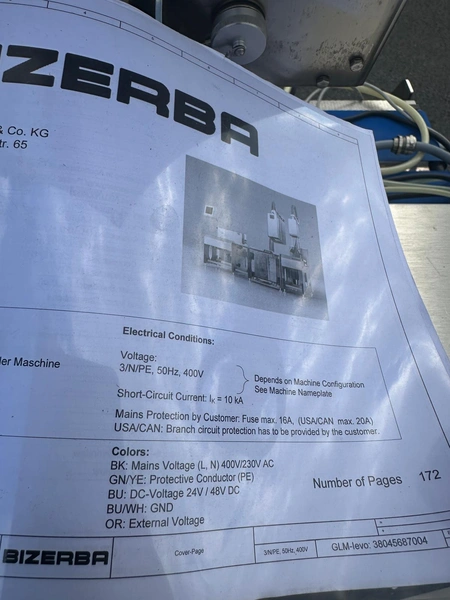 IZERBA
& Co. KG
tr. 65
Electrical Conditions:
Voltage:
3/N/PE, 50Hz, 400V
Depends on Machine Configuration
See Machine Nameplate
ler Maschine
Short-Circuit Current: IK = 10 kA
Mains Protection by Customer: Fuse max. 16A, (USA/CAN max. 20A)
USA/CAN: Branch circuit protection has to be provided by the customer.
Colors:
BK: Mains Voltage (L, N) 400V/230V AC
GN/YE: Protective Conductor (PE)
BU: DC-Voltage 24V / 48V DC
BU/WH: GND
OR: External Voltage
Number of Pages 172
BIZERBA
Cover-Page
3/N/PE, 50Hz, 400V
GLM-levo: 38045687004